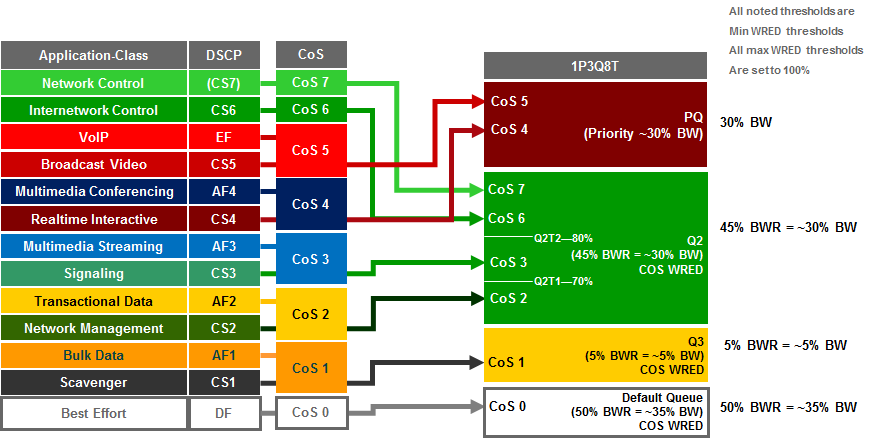 All noted thresholds are
Min WRED thresholds
All max WRED thresholds
Are set to 100%
Application-Class DSCP CoS
1P3Q8T
Network Control (CS7) CoS 7
Internetwork Control CS6 CoS 6
VoIP EF
CoS 5
Broadcast Video CS5
Multimedia Conferencing AF4
CoS 4
Realtime Interactive CS4
Multimedia Streaming AF3
CoS 3
Signaling CS3
Transactional Data AF2
CoS 2
Network Management CS2
Bulk Data AF1
CoS 1
Scavenger CS1
Best Effort DF CoS 0
CoS 5
CoS 4
PQ
(Priority ~30% BW)
30% BW
CoS 7
CoS 6
Q2T2—80%
CoS 3
Q2T1—70%
CoS 2
Q2
(45% BWR = ~30% BW)
COS WRED
45% BWR = ~30% BW
CoS 1
Q3
(5% BWR = ~5% BW)
COS WRED
5% BWR = ~5% BW
CoS 0
Default Queue
(50% BWR = ~35% BW)
COS WRED
50% BWR = ~35% BW